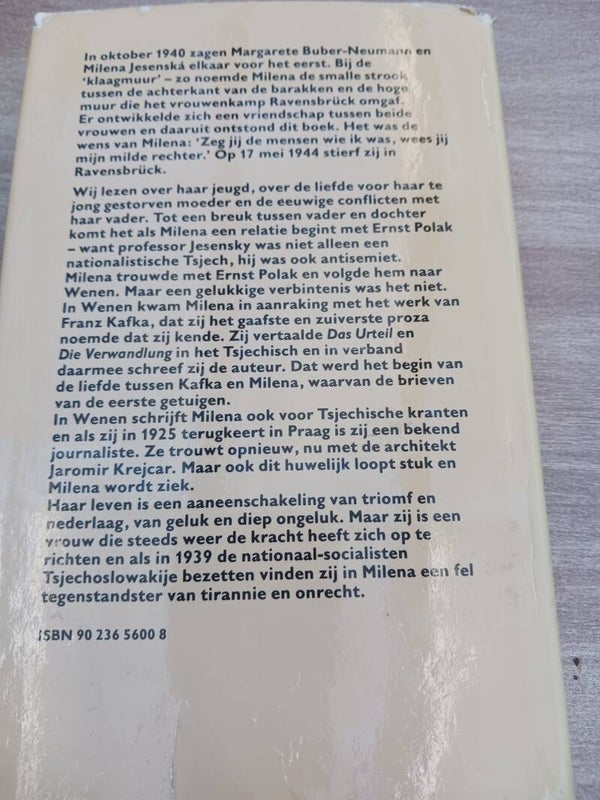 In oktober 1940 zagen Margarete Buber-Neumann en
Milena Jesenská elkaar voor het eerst. Bij de
'klaagmuur' – zo noemde Milena de smalle strook
tussen de achterkant van de barakken en de hoge
muur die het vrouwenkamp Ravensbrück omgaf.
Er ontwikkelde zich een vriendschap tussen beide
vrouwen en daaruit ontstond dit boek. Het was de
wens van Milena: 'Zeg jij de mensen wie ik was, wees jij
mijn milde rechter.' Op 17 mei 1944 stierf zij in
Ravensbrück.
Wij lezen over haar jeugd, over de liefde voor haar te
jong gestorven moeder en de eeuwige conflicten met
haar vader. Tot een breuk tussen vader en dochter
komt het als Milena een relatie begint met Ernst Polak
– want professor Jesensky was niet alleen een
nationalistische Tsjech, hij was ook antisemiet.
Milena trouwde met Ernst Polak en volgde hem naar
Wenen. Maar een gelukkige verbintenis was het niet.
In Wenen kwam Milena in aanraking met het werk van
Franz Kafka, dat zij het gaafste en zuiverste proza
noemde dat zij kende. Zij vertaalde Das Urteil en
Die Verwandlung in het Tsjechisch en in verband
daarmee schreef zij de auteur. Dat werd het begin van
de liefde tussen Kafka en Milena, waarvan de brieven
van de eerste getuigen.
In Wenen schrijft Milena ook voor Tsjechische kranten
en als zij in 1925 terugkeert in Praag is zij een bekend
journaliste. Ze trouwt opnieuw, nu met de architekt
Jaromir Krejcar. Maar ook dit huwelijk loopt stuk en
Milena wordt ziek.
Haar leven is een aaneenschakeling van triomf en
nederlaag, van geluk en diep ongeluk. Maar zij is een
vrouw die steeds weer de kracht heeft zich op te
richten en als in 1939 de nationaal-socialisten
Tsjechoslowakije bezetten vinden zij in Milena een fel
tegenstandster van tirannie en onrecht.
ISBN 90 236 5600 8